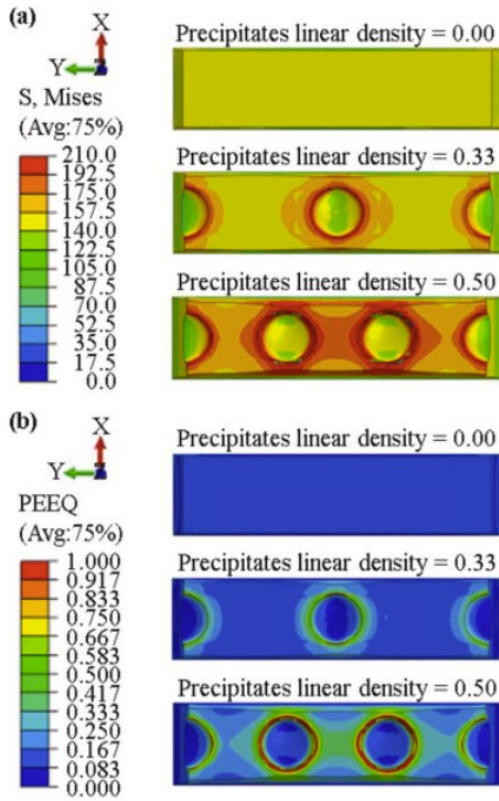 (a)
X
Y
Z
S, Mises
(Avg:75%)
210.0
192.5
175.0
157.5
140.0
122.5
105.0
87.5
70.0
52.5
35.0
17.5
0.0
Precipitates linear density = 0.00
Precipitates linear density = 0.33
Precipitates linear density = 0.50
(b)
X
Y
Z
PEEQ
(Avg:75%)
1.000
0.917
0.833
0.750
0.667
0.583
0.500
0.417
0.333
0.250
0.167
0.083
0.000
Precipitates linear density = 0.00
Precipitates linear density = 0.33
Precipitates linear density = 0.50